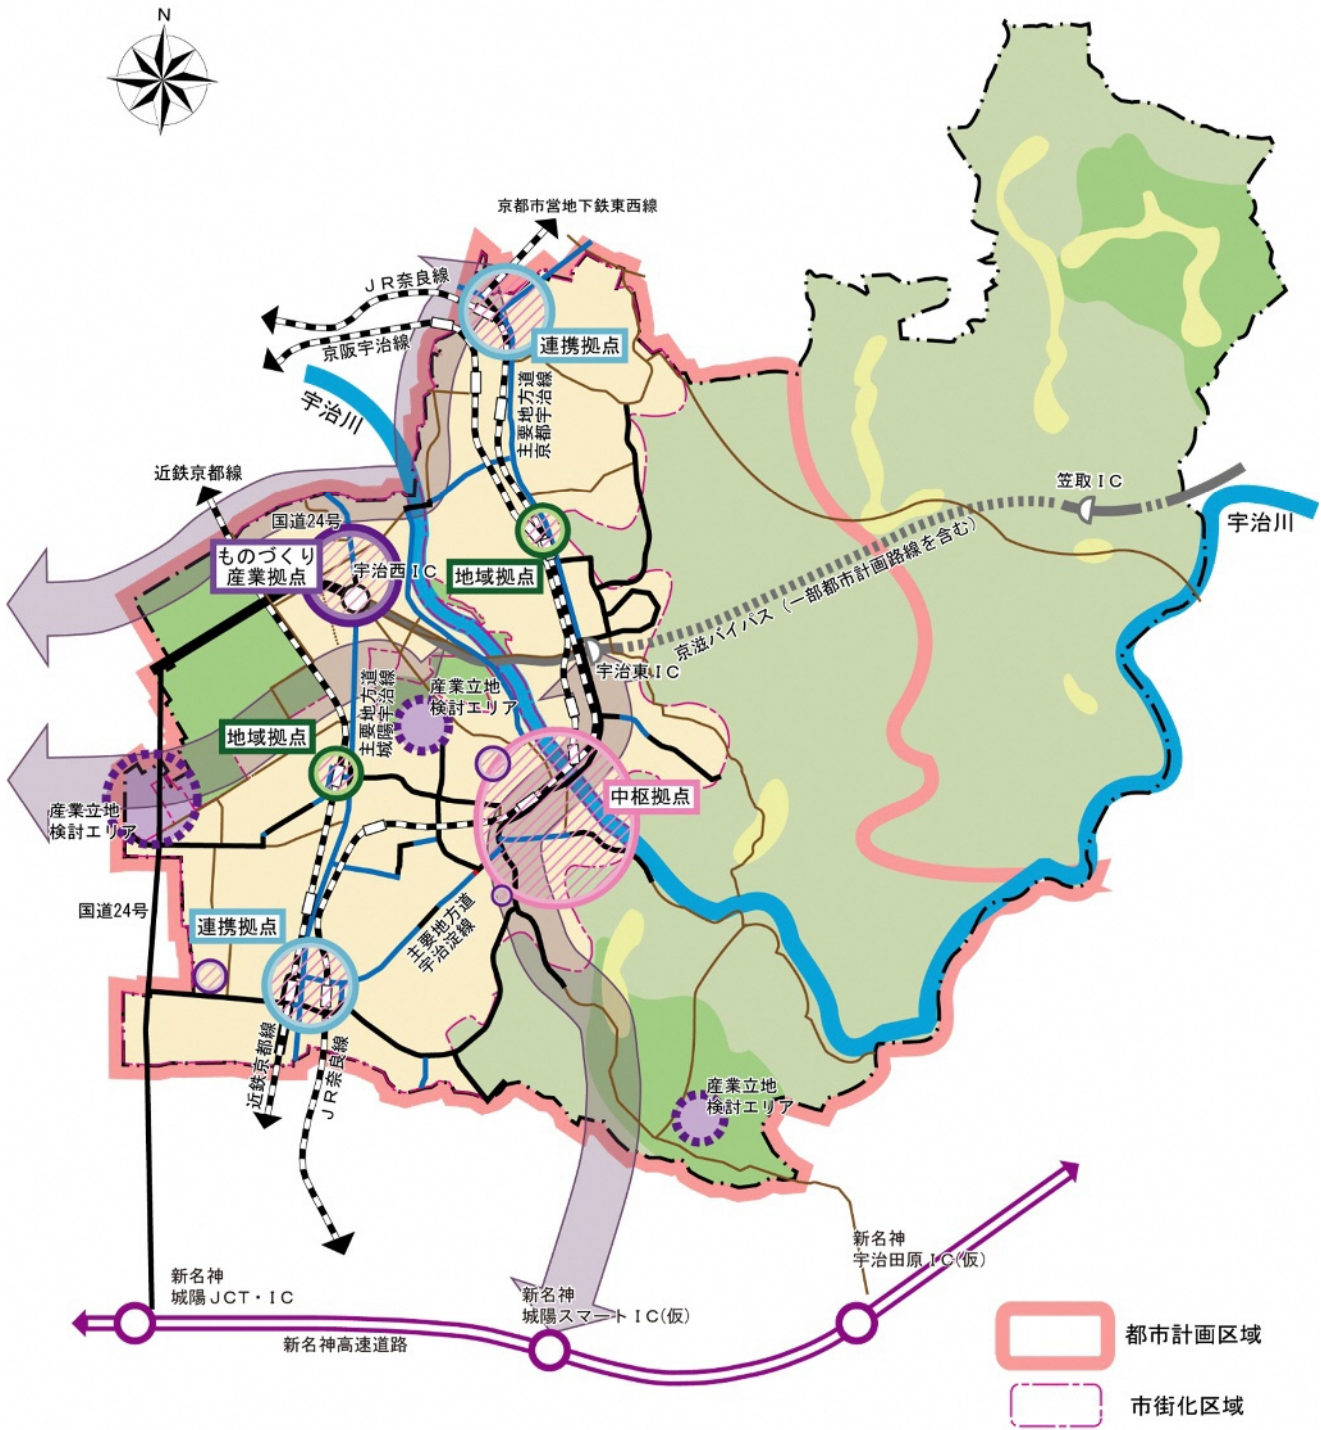 N
京都市営地下鉄東西線
JR奈良線
京阪宇治線
連携拠点
宇治川
主要地方道
京都宇治線
近鉄京都線
国道24号
笠取IC
宇治川
ものづくり
産業拠点
宇治西IC
地域拠点
京滋バイパス(一部都市計画路線を含む)
宇治東IC
主要地方道
城陽宇治線
産業立地
検討エリア
地域拠点
中枢拠点
産業立地
検討エリア
国道24号
連携拠点
主要地方道
宇治淀線
近鉄京都線
JR奈良線
産業立地
検討エリア
新名神
宇治田原IC(仮)
新名神
城陽JCT・IC
新名神
城陽スマートIC(仮)
新名神高速道路
都市計画区域
市街化区域